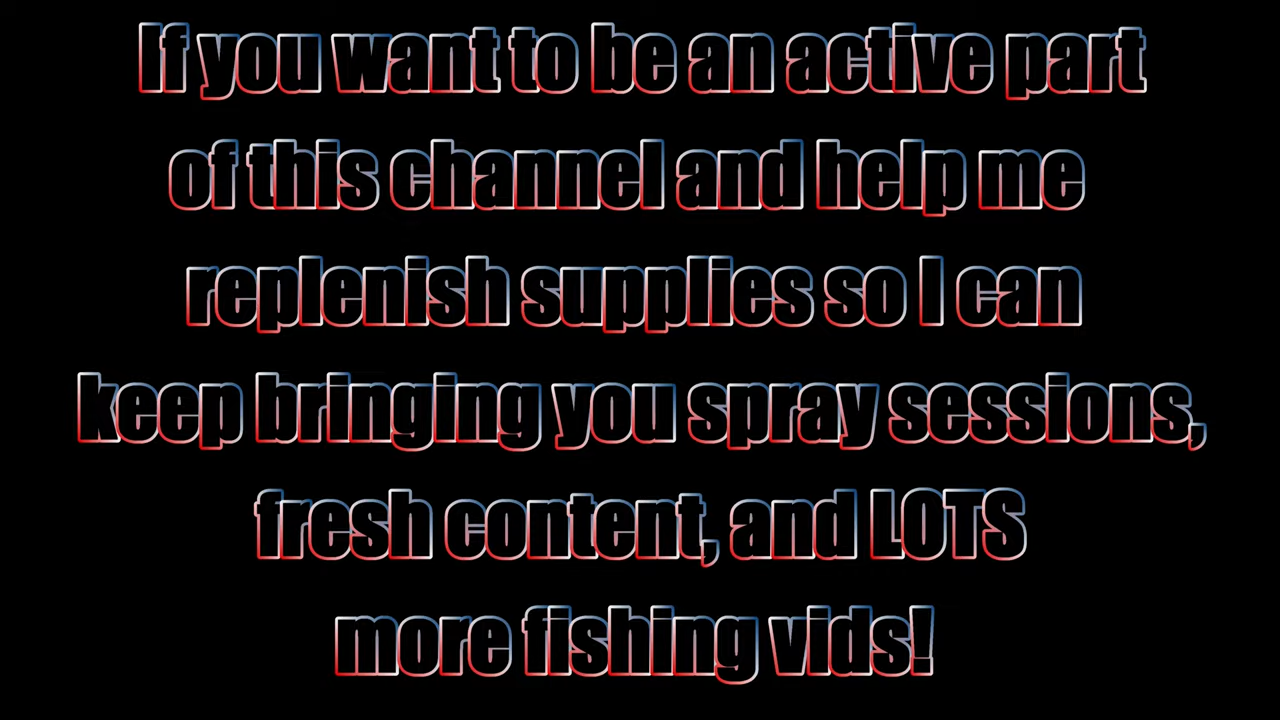 If you want to be an active part
of this channel and help me
replenish supplies so I can
keep bringing you spray sessions,
fresh content, and LOTS
more fishing vids!